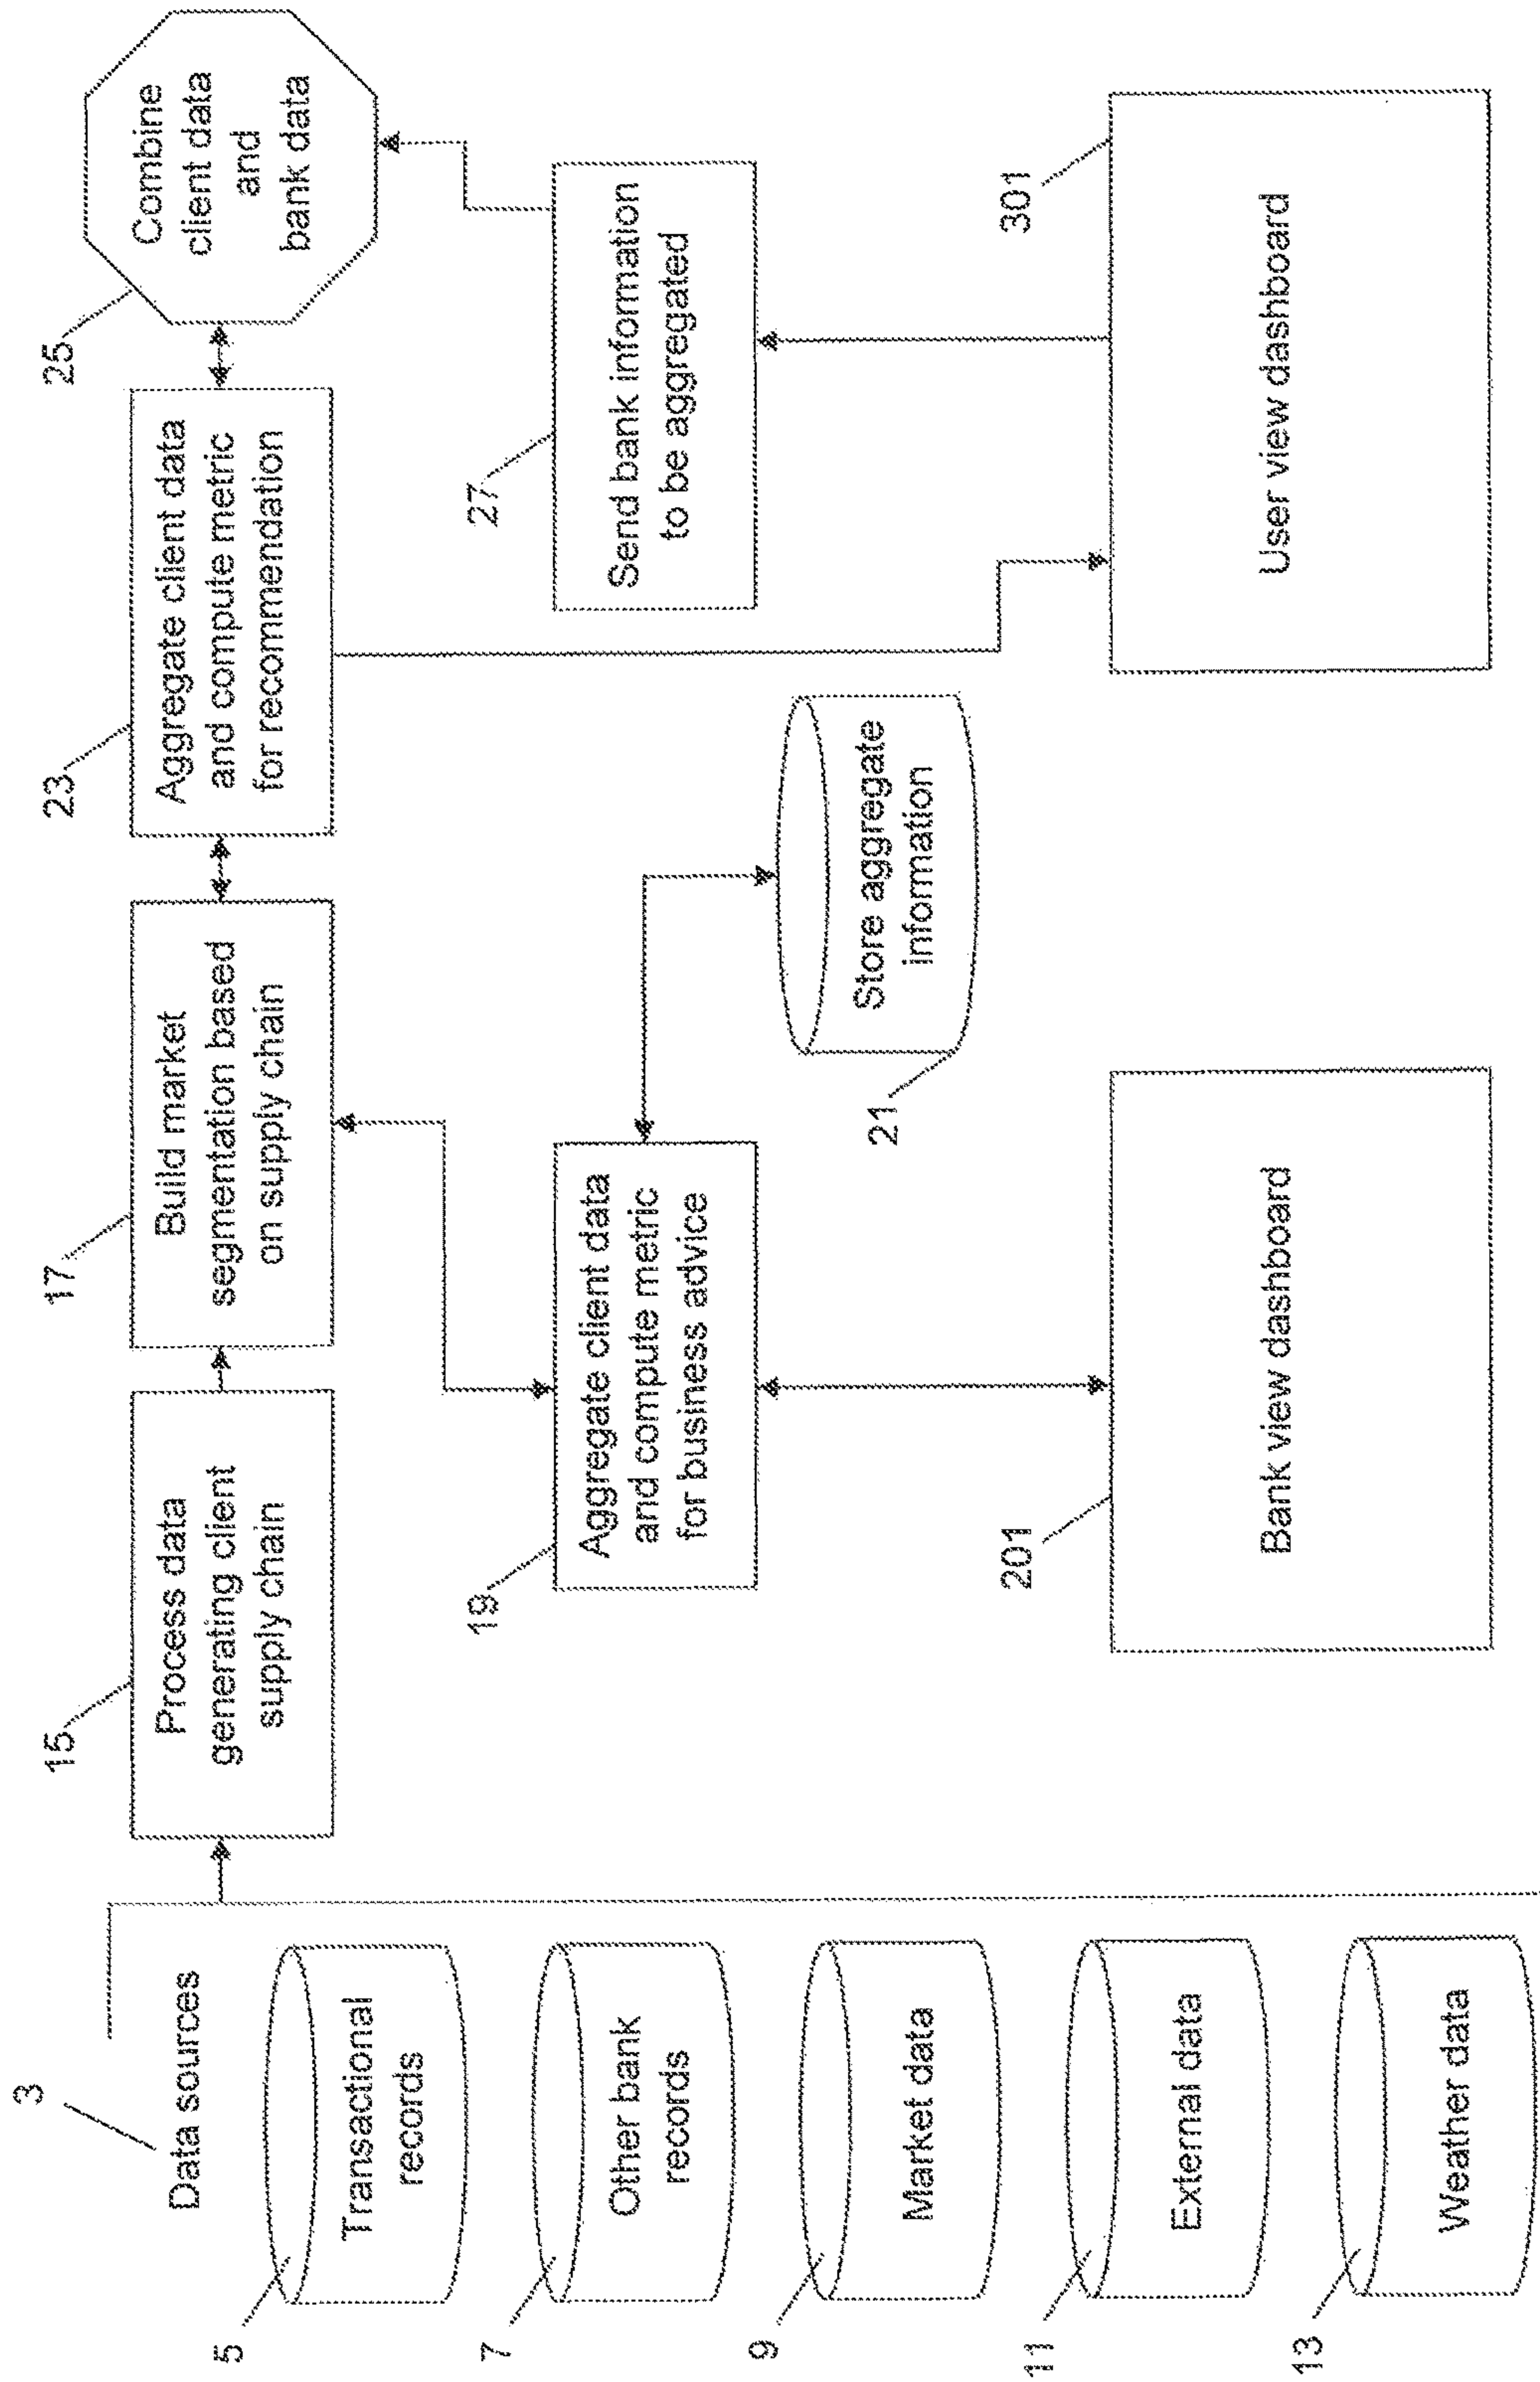 3
Data sources
5
Transactional
records
7
Other bank
records
9
Market data
11
External data
13
Weather data
15
Process data
generating client
supply chain
17
Build market
segmentation based
on supply chain
19
Aggregate client data
and compute metric
for business advice
21
Store aggregate
information
201
Bank view dashboard
23
Aggregate client data
and compute metric
for recommendation
25
Combine
client data
and
bank data
27
Send bank information
to be aggregated
301
User view dashboard